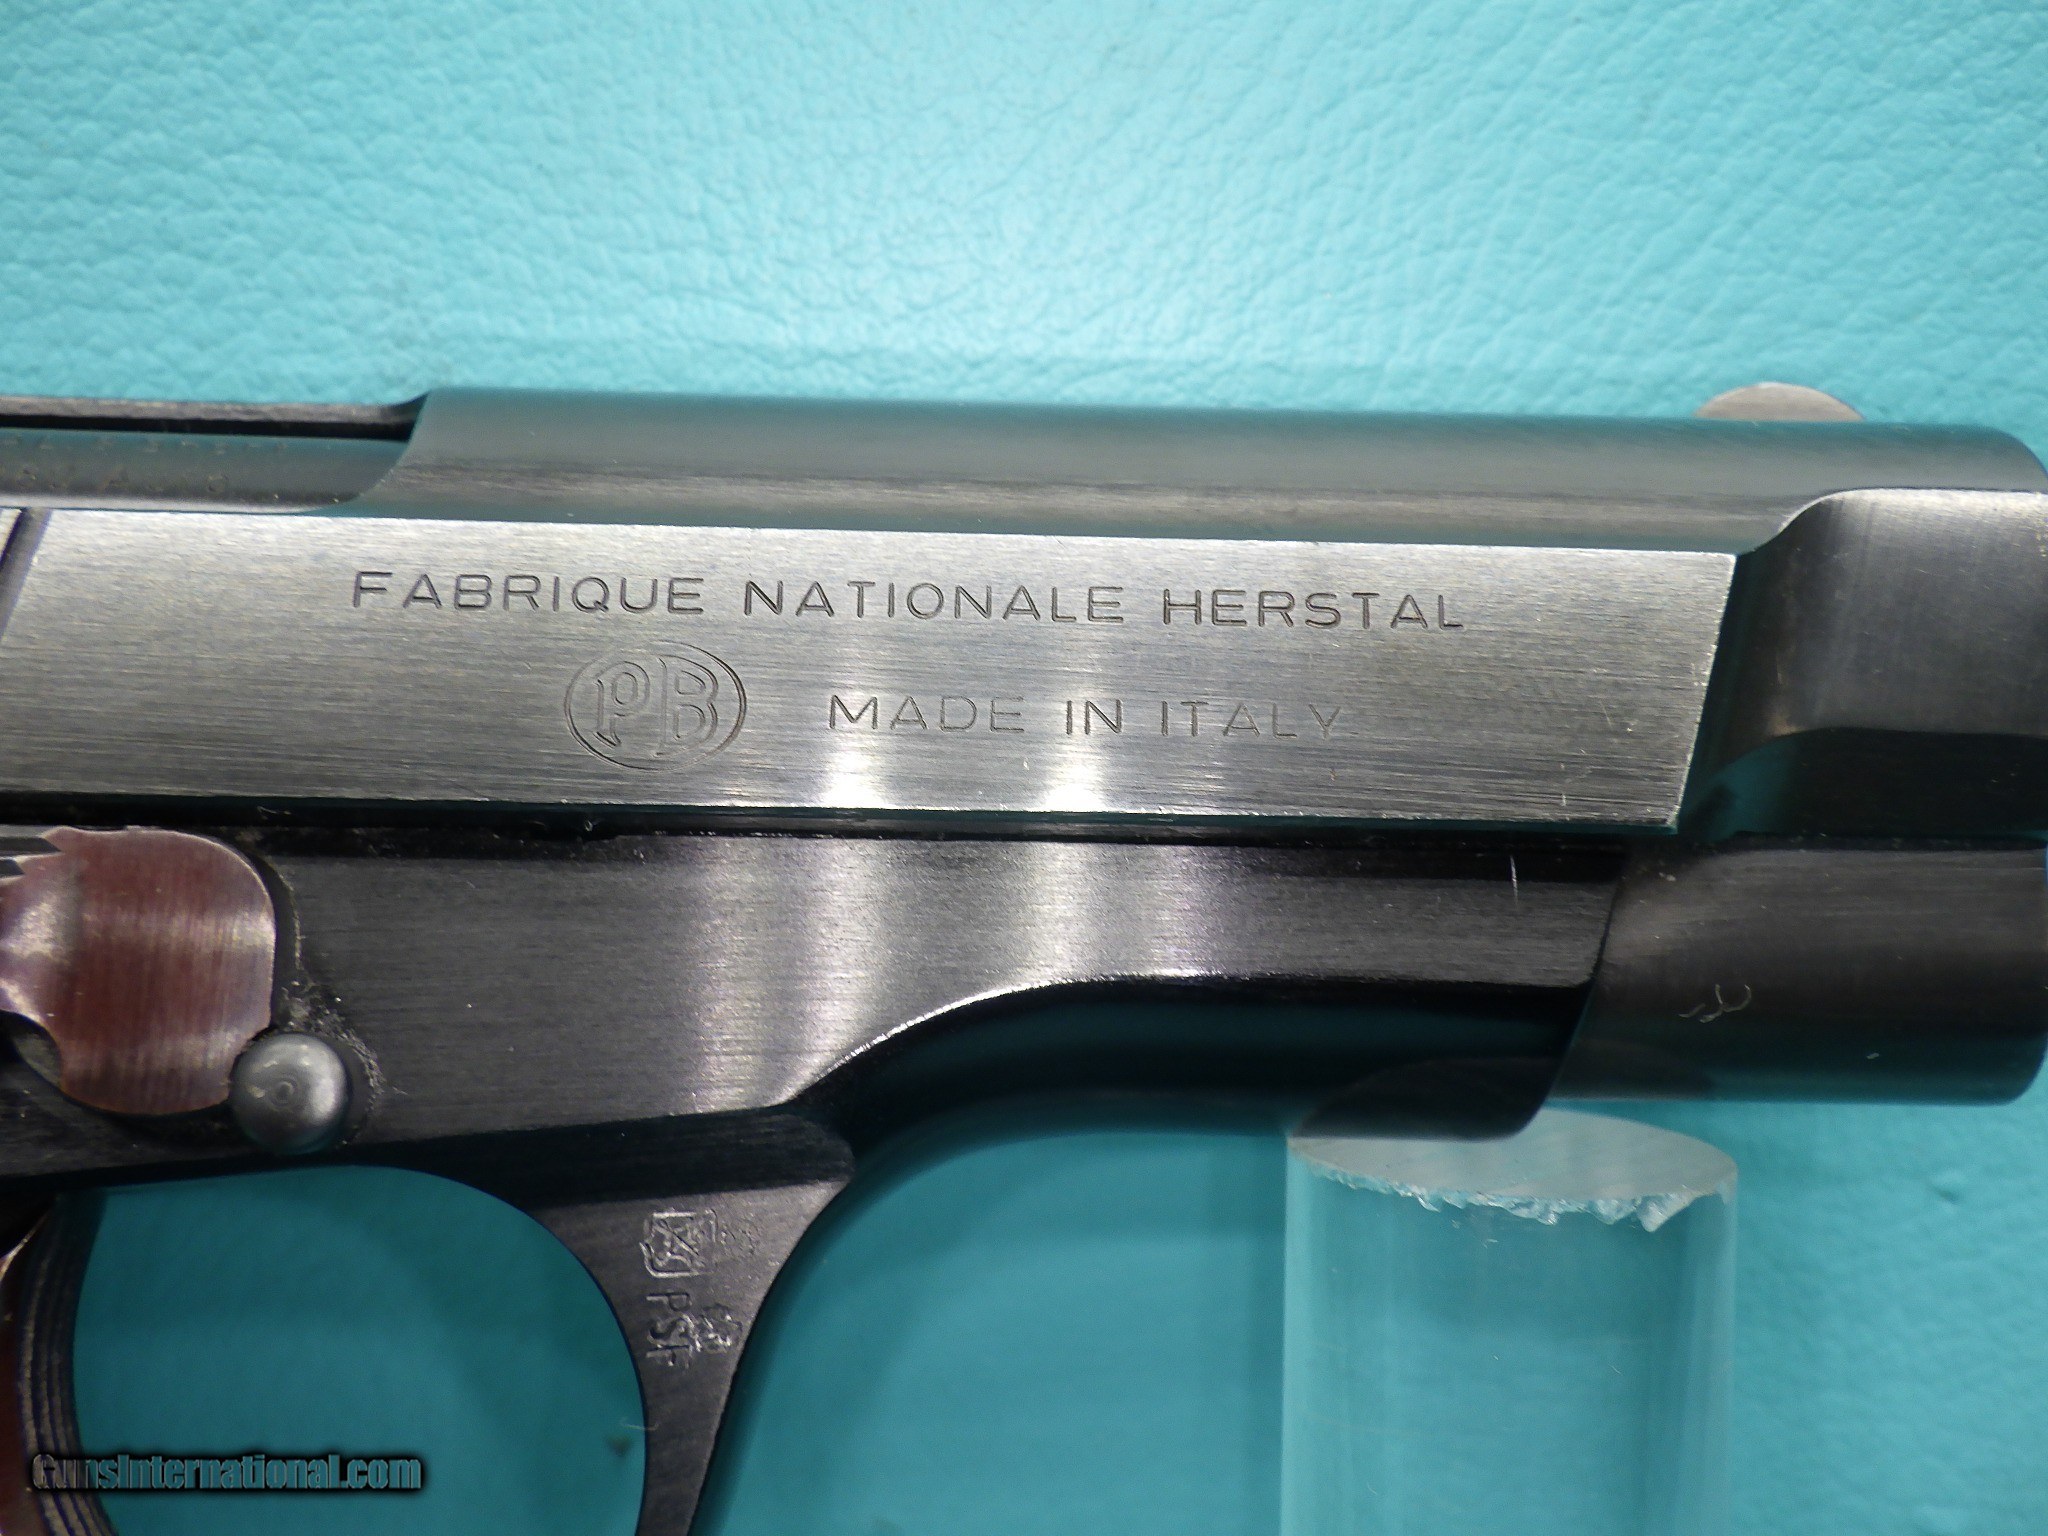 FABRIQUE NATIONALE HERSTAL
PB MADE IN ITALY
PSF
GunsInternational.com